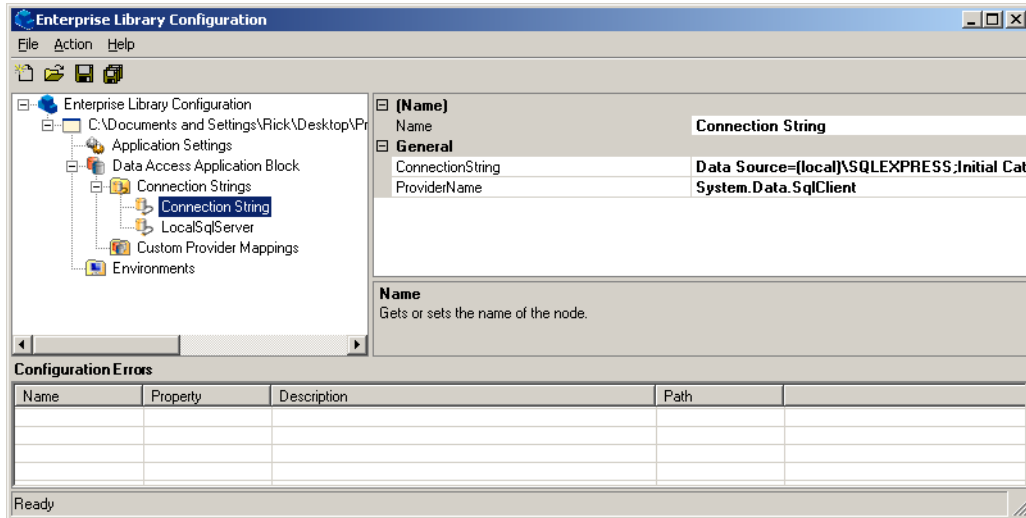 Enterprise Library Configuration
File Action Help
Enterprise Library Configuration
C:\Documents and Settings\Rick\Desktop\Pr
Application Settings
Data Access Application Block
Connection Strings
Connection String
LocalSqlServer
Custom Provider Mappings
Environments
(Name)
Name Connection String
General
ConnectionString Data Source=(local)\SQLEXPRESS;Initial Cat
ProviderName System.Data.SqlClient
Name
Gets or sets the name of the node.
Configuration Errors
Name Property Description Path
Ready